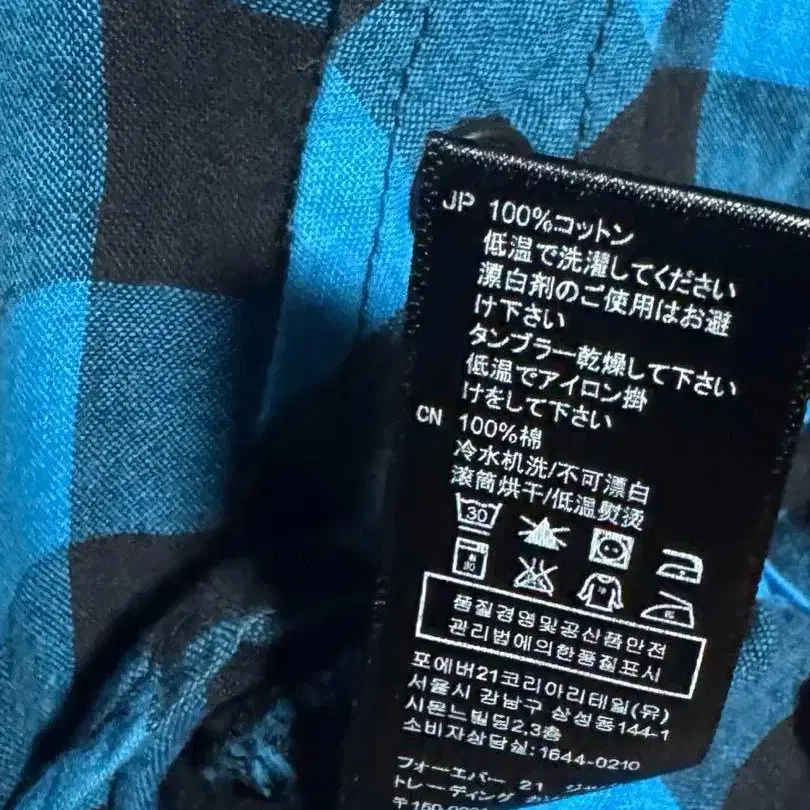 JP 100%コットン
低温で洗濯してください
漂白剤のご使用はお避
け下さい
タンブラー乾燥して下さい
低温でアイロン掛
けをして下さい
CN 100%棉
冷水机洗/不可漂白
滚筒烘干/低温熨烫
30
품질경영및공산품안전
관리법에의한품질표시
포에버21코리아리테일(유)
서울시 강남구 삼성동144-1
시몬느빌딩2,3층
소비자상담실:1644-0210
フォーエバー 21
トレーディング